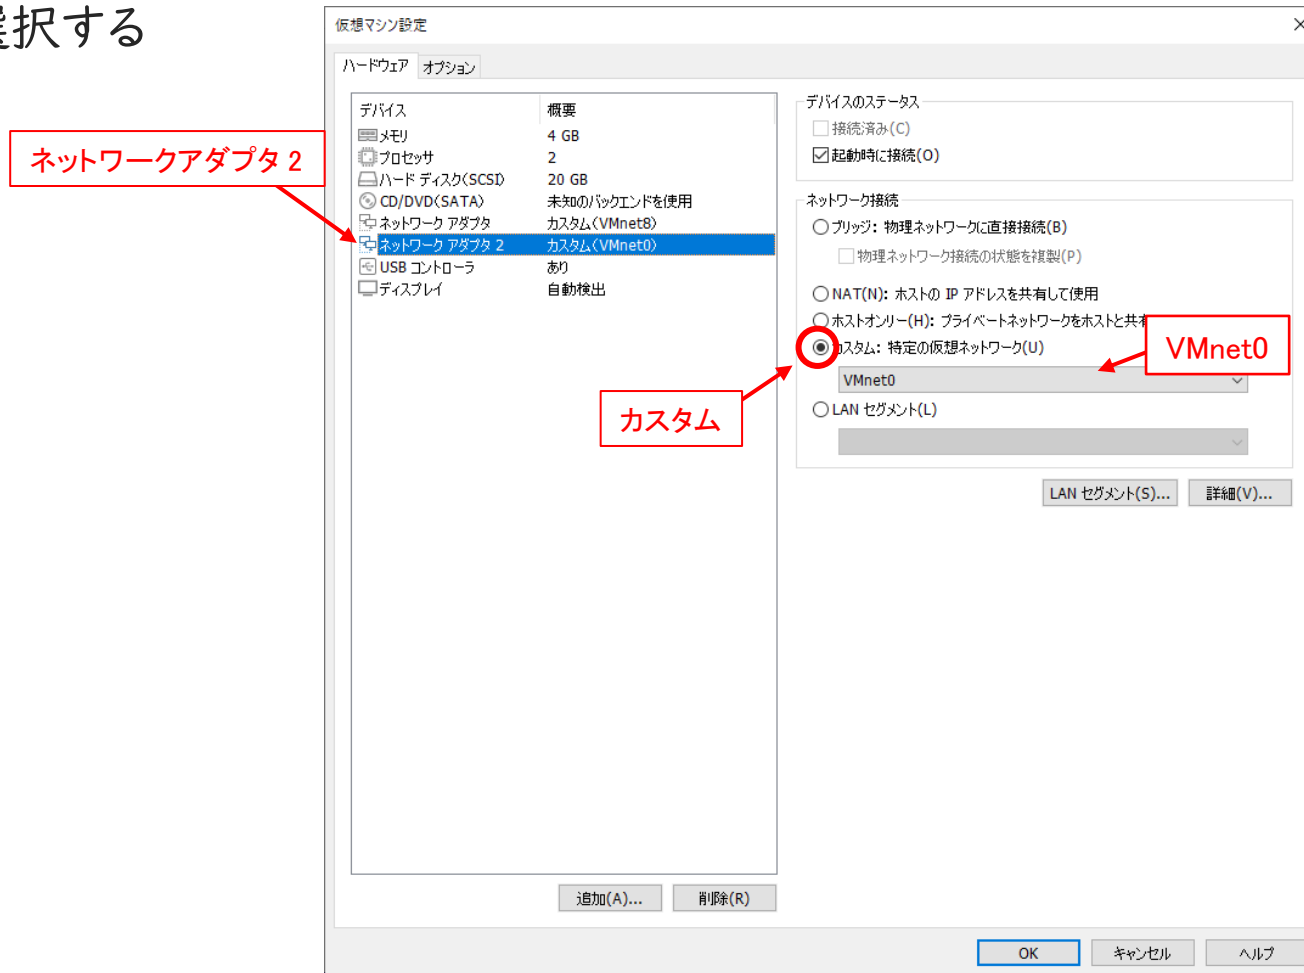 択する
仮想マシン設定
ハードウェア オプション
デバイス 概要
メモリ 4 GB
プロセッサ 2
ハード ディスク(SCSI) 20 GB
CD/DVD(SATA) 未知のバックエンドを使用
ネットワーク アダプタ カスタム(VMnet8)
ネットワーク アダプタ 2 カスタム(VMnet0)
USB コントローラ あり
ディスプレイ 自動検出
ネットワークアダプタ 2
カスタム
追加(A)... 削除(R)
デバイスのステータス
接続済み(C)
起動時に接続(O)
ネットワーク接続
ブリッジ: 物理ネットワークに直接接続(B)
物理ネットワーク接続の状態を複製(P)
NAT(N): ホストの IP アドレスを共有して使用
ホストオンリー(H): プライベートネットワークをホストと共
カスタム: 特定の仮想ネットワーク(U)
VMnet0
VMnet0
LAN セグメント(L)
LAN セグメント(S)... 詳細(V)...
OK キャンセル ヘルプ